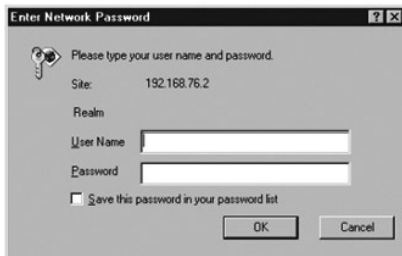 Enter Network Password
Please type your user name and password.
Site: 192.168.76.2
Realm
User Name
Password
Save this password in your password list
OK Cancel